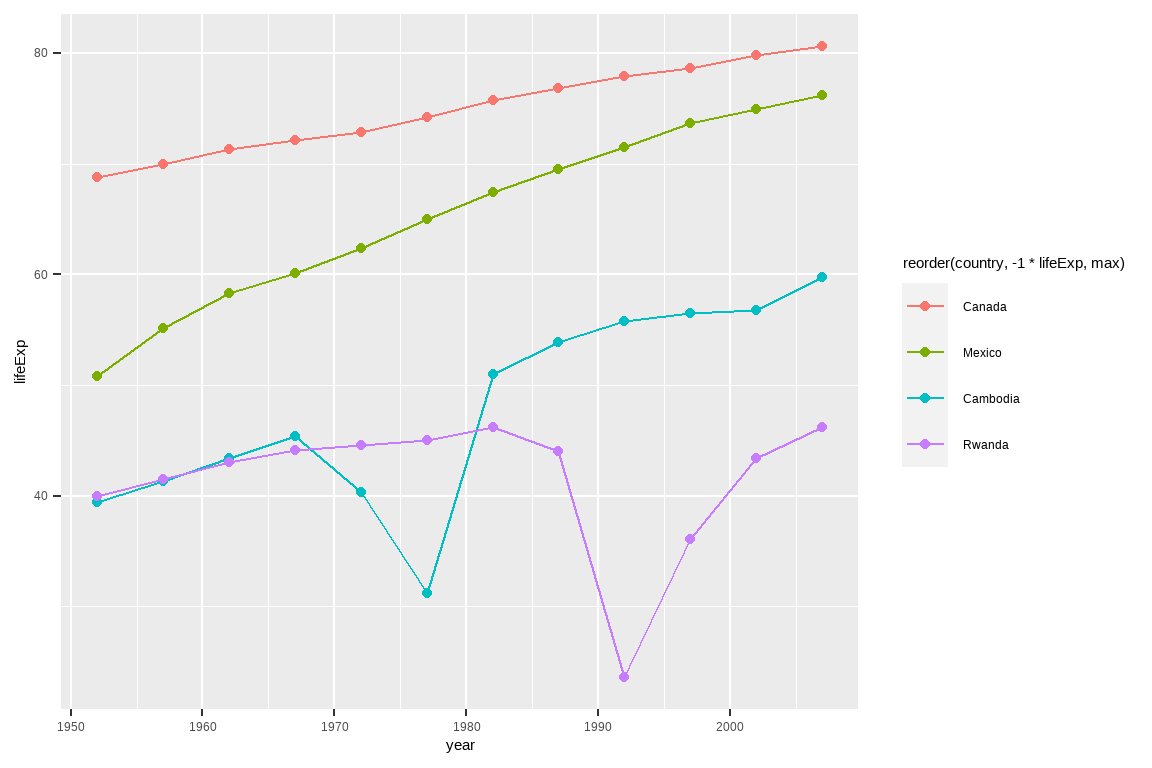 80
60
40
lifeExp
1950 1960 1970 1980 1990 2000
year
reorder(country, -1 * lifeExp, max)
Canada
Mexico
Cambodia
Rwanda